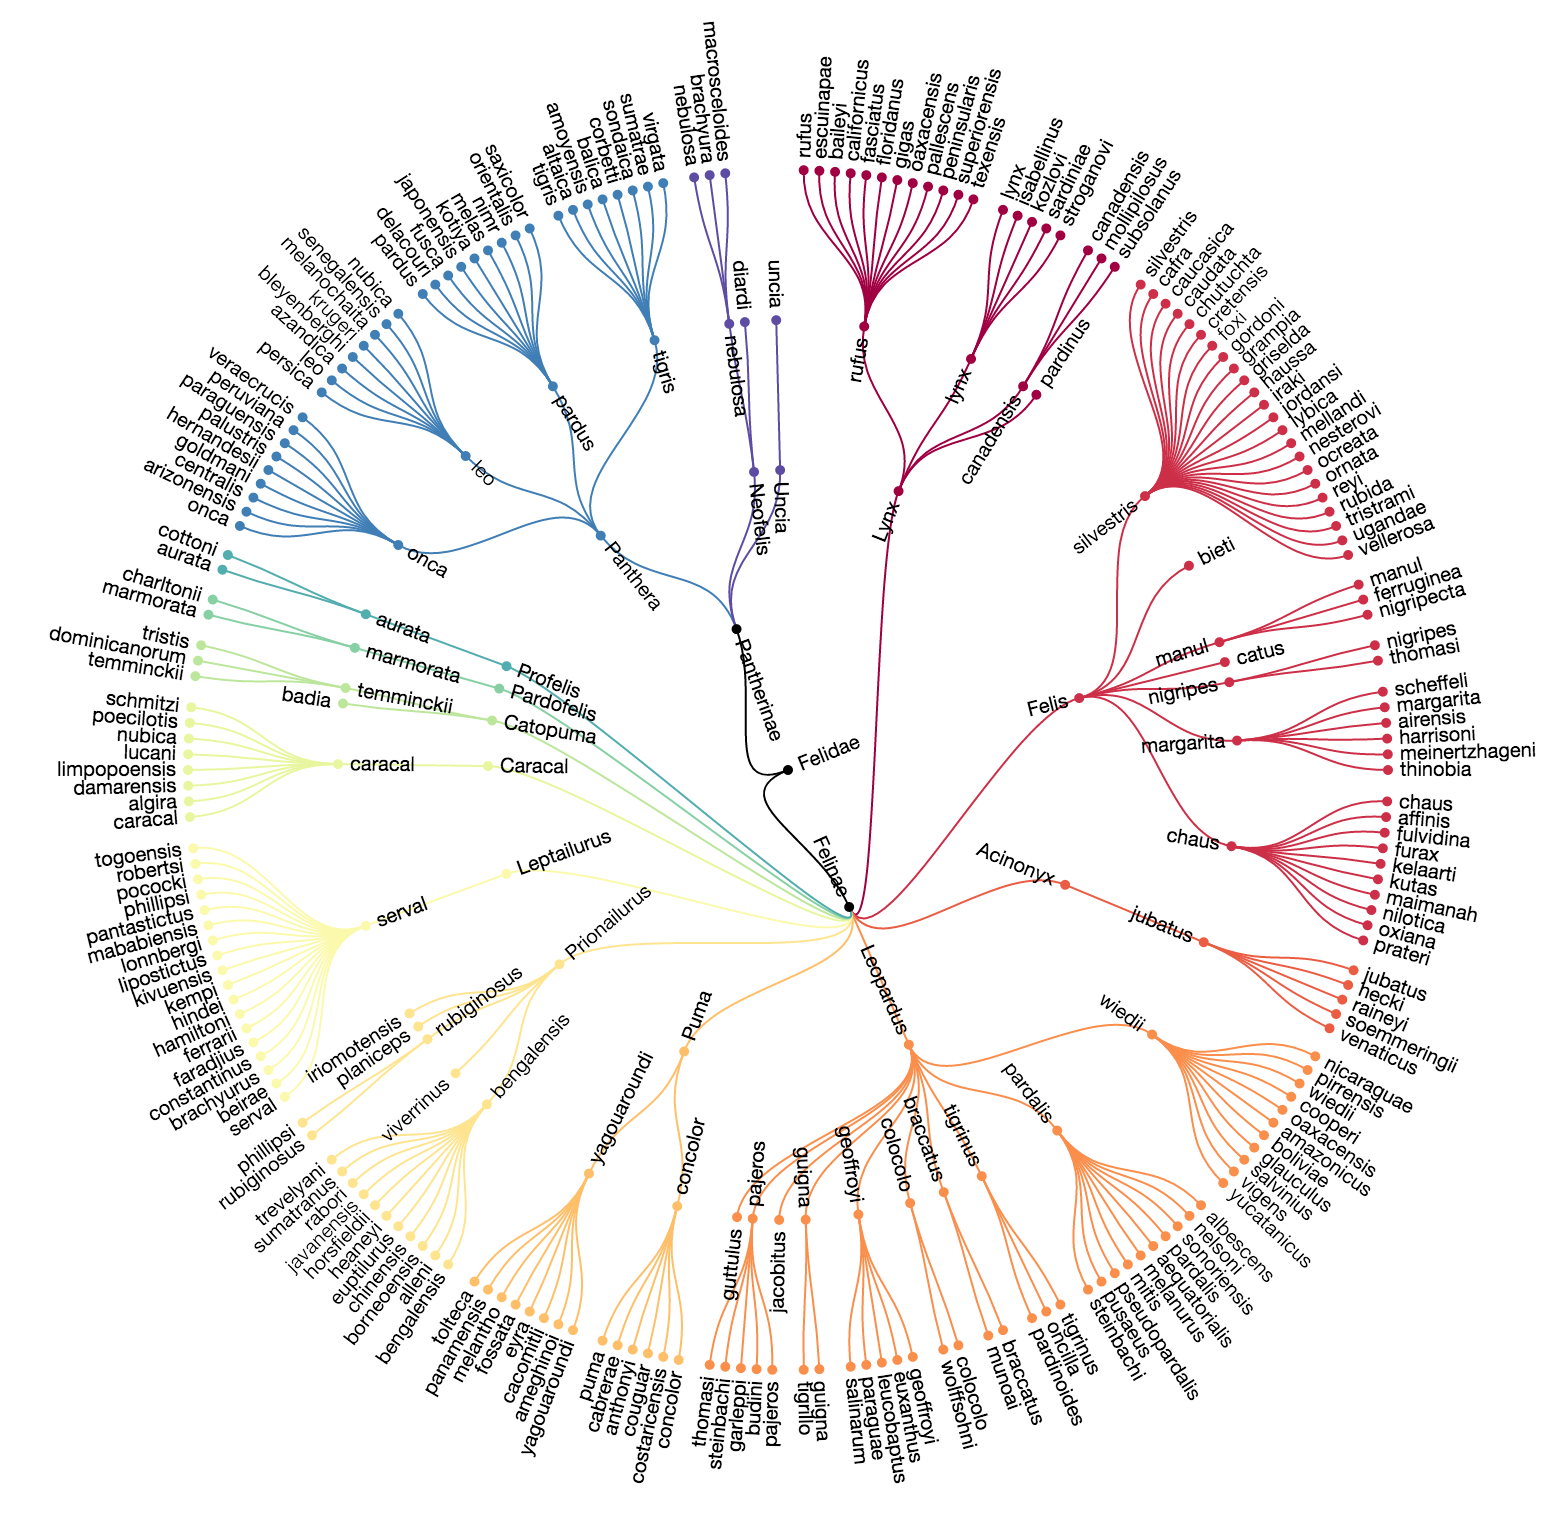 Felidae
Pantherinae
Panthera
onca
onca
arizonensis
centralis
goldmani
hernandesii
palustris
paraguensis
peruviana
veraecrucis
leo
persica
leo
azandica
bleyenberghi
krugeri
melanochaita
senegalensis
nubica
pardus
pardus
delacouri
fusca
japonensis
kotiya
melas
nimr
orientalis
saxicolor
tigris
tigris
altaica
amoyensis
balica
corbetti
sondaica
sumatrae
virgata
Neofelis
nebulosa
nebulosa
brachyura
macrosceloides
diardi
Uncia
uncia
Felinae
Lynx
rufus
rufus
escuinapae
baileyi
californicus
fasciatus
floridanus
gigas
oaxacensis
pallescens
peninsularis
superiorensis
texensis
lynx
lynx
isabellinus
kozlovi
sardiniae
stroganovi
canadensis
canadensis
mollipilosus
subsolanus
pardinus
Felis
silvestris
silvestris
cafra
caucasica
caudata
chutuchta
cretensis
foxi
gordoni
grampia
griselda
haussa
iraki
jordansi
lybica
mellandi
nesterovi
ocreata
ornata
reyi
rubida
tristrami
ugandae
vellerosa
bieti
manul
manul
ferruginea
nigripecta
catus
nigripes
nigripes
thomasi
margarita
scheffeli
margarita
airensis
harrisoni
meinertzhageni
thinobia
chaus
chaus
affinis
fulvidina
furax
kelaarti
kutas
maimanah
nilotica
oxiana
prateri
Acinonyx
jubatus
jubatus
hecki
raineyi
soemmeringii
venaticus
Leopardus
wiedii
nicaraguae
pirrensis
wiedii
cooperi
oaxacensis
amazonicus
boliviae
glauculus
salvinius
vigens
yucatanicus
pardalis
albescens
nelsoni
sonoriensis
pardalis
aequatorialis
melanurus
mitis
pseudopardalis
pusaeus
steinbachi
tigrinus
tigrinus
oncilla
pardinoides
braccatus
braccatus
munoai
colocolo
colocolo
wolffsohni
geoffroyi
geoffroyi
euxanthus
leucobaptus
paraguae
salinarum
guigna
guigna
tigrillo
jacobitus
pajeros
pajeros
budini
garleppi
steinbachi
thomasi
guttulus
Puma
concolor
concolor
costaricensis
couguar
anthonyi
cabrerae
puma
yagouaroundi
yagouaroundi
ameghinoi
cacomitli
eyra
fossata
melantho
panamensis
tolteca
Prionailurus
bengalensis
bengalensis
alleni
borneoensis
chinensis
euptilurus
heaneyi
horsfieldii
javanensis
rabori
sumatranus
trevelyani
viverrinus
rubiginosus
rubiginosus
phillipsi
planiceps
iriomotensis
Leptailurus
serval
serval
beirae
brachyurus
constantinus
faradjius
ferrarii
hamiltoni
hindei
kempi
kivuensis
lipostictus
lonnbergi
mababiensis
pantastictus
phillipsi
pococki
robertsi
togoensis
Caracal
caracal
caracal
algira
damarensis
limpopoensis
lucani
nubica
poecilotis
schmitzi
Catopuma
badia
temminckii
temminckii
dominicanorum
tristis
Pardofelis
marmorata
marmorata
charltonii
Profelis
aurata
aurata
cottoni